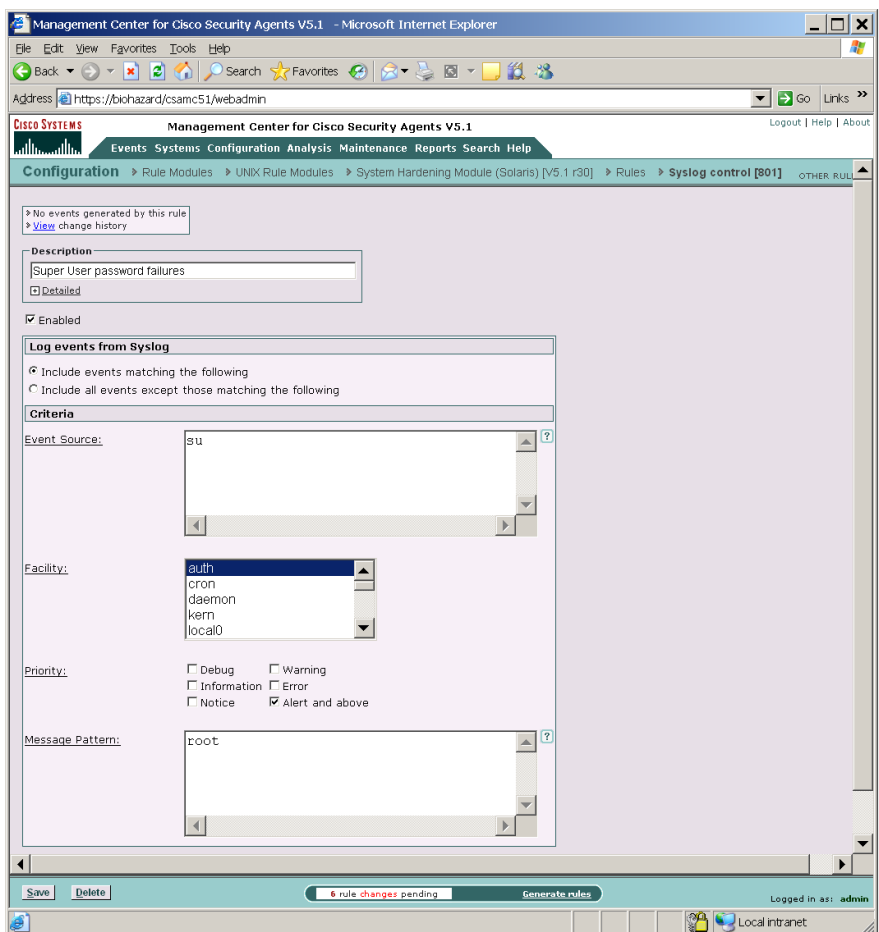 Management Center for Cisco Security Agents V5.1 - Microsoft Internet Explorer
File Edit View Favorites Tools Help
Back Search Favorites
Address https://biohazard/csamc51/webadmin Go Links »
CISCO SYSTEMS Management Center for Cisco Security Agents V5.1 Logout | Help | About
Events Systems Configuration Analysis Maintenance Reports Search Help
Configuration Rule Modules UNIX Rule Modules System Hardening Module (Solaris) [V5.1 r30] Rules Syslog control [801] OTHER RUL
No events generated by this rule
View change history
Description
Super User password failures
+ Detailed
Enabled
Log events from Syslog
Include events matching the following
Include all events except those matching the following
Criteria
Event Source: su ?
Facility: auth
cron
daemon
kern
local0
Priority: Debug Warning
Information Error
Notice Alert and above
Message Pattern: root ?
Save Delete 6 rule changes pending Generate rules
Logged in as: admin
Local intranet